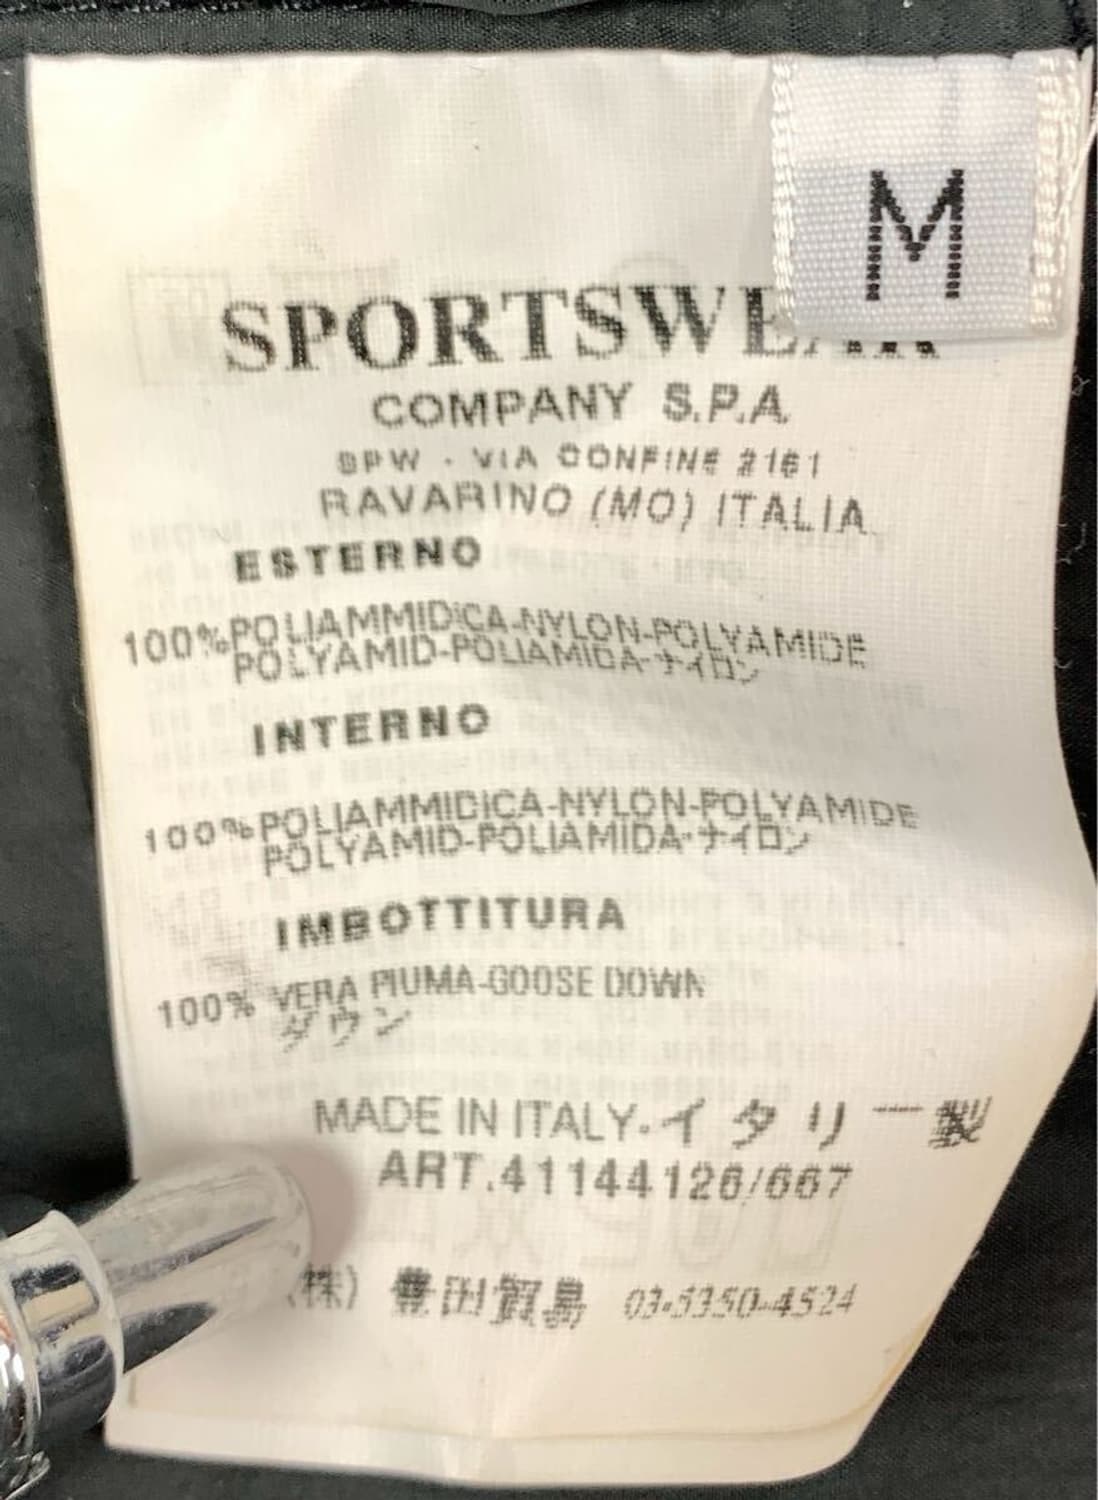 M
SPORTSWEAR
COMPANY S.P.A.
SPW - VIA CONFINE 2161
RAVARINO (MO) ITALIA
ESTERNO
100%POLIAMMIDICA-NYLON-POLYAMIDE
POLYAMID-POLIAMIDA-ナイロン
INTERNO
100%POLIAMMIDICA-NYLON-POLYAMIDE
POLYAMID-POLIAMIDA-ナイロン
IMBOTTITURA
100% VERA PIUMA-GOOSE DOWN
ダウン
MADE IN ITALY-イタリー製
ART.41144126/667
(株) 豊田貿易 03-5350-4524